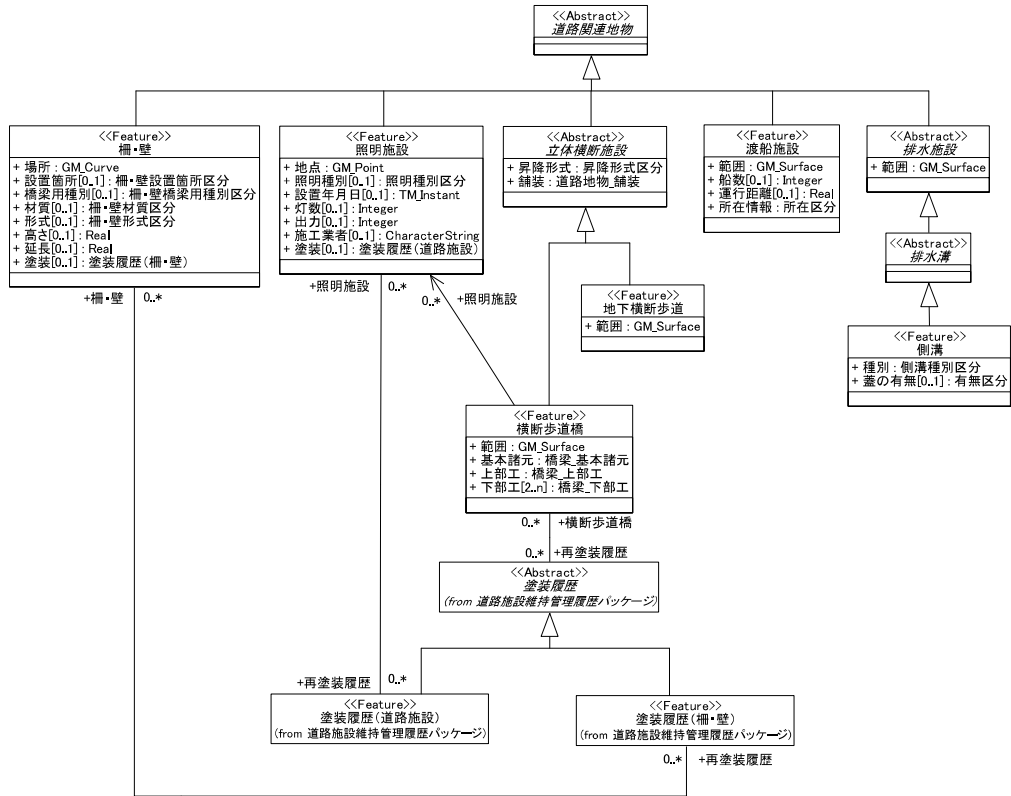 <<Abstract>>
道路関連地物
<<Feature>>
柵・壁
+ 場所 : GM_Curve
+ 設置箇所[0..1] : 柵・壁設置箇所区分
+ 橋梁用種別[0..1] : 柵・壁橋梁用種別区分
+ 材質[0..1] : 柵・壁材質区分
+ 形式[0..1] : 柵・壁形式区分
+ 高さ[0..1] : Real
+ 延長[0..1] : Real
+ 塗装[0..1] : 塗装履歴(柵・壁)
<<Feature>>
照明施設
+ 地点 : GM_Point
+ 照明種別[0..1] : 照明種別区分
+ 設置年月日[0..1] : TM_Instant
+ 灯数[0..1] : Integer
+ 出力[0..1] : Integer
+ 施工業者[0..1] : CharacterString
+ 塗装[0..1] : 塗装履歴(道路施設)
<<Abstract>>
立体横断施設
+ 昇降形式 : 昇降形式区分
+ 舗装 : 道路地物_舗装
<<Feature>>
渡船施設
+ 範囲 : GM_Surface
+ 船数[0..1] : Integer
+ 運行距離[0..1] : Real
+ 所在情報 : 所在区分
<<Abstract>>
排水施設
+ 範囲 : GM_Surface
<<Abstract>>
排水溝
<<Feature>>
側溝
+ 種別 : 側溝種別区分
+ 蓋の有無[0..1] : 有無区分
<<Feature>>
地下横断歩道
+ 範囲 : GM_Surface
+柵・壁
0..*
+照明施設
0..*
0..*
+照明施設
<<Feature>>
横断歩道橋
+ 範囲 : GM_Surface
+ 基本諸元 : 橋梁_基本諸元
+ 上部工 : 橋梁_上部工
+ 下部工[2..n] : 橋梁_下部工
0..*
+横断歩道橋
0..*
+再塗装履歴
<<Abstract>>
塗装履歴
(from 道路施設維持管理履歴パッケージ)
+再塗装履歴
0..*
<<Feature>>
塗装履歴(道路施設)
(from 道路施設維持管理履歴パッケージ)
<<Feature>>
塗装履歴(柵・壁)
(from 道路施設維持管理履歴パッケージ)
0..*
+再塗装履歴